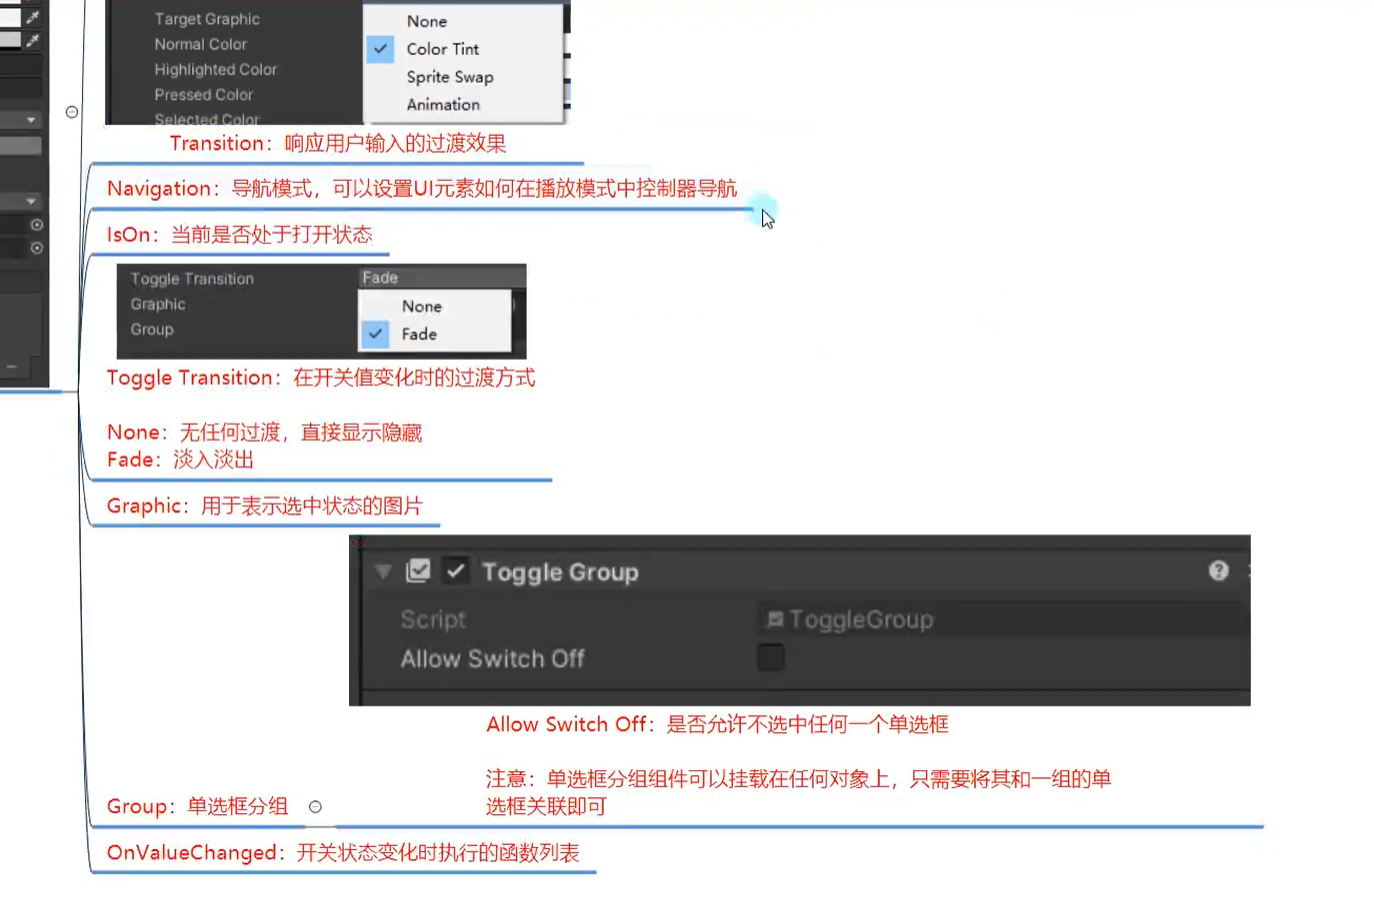 Target Graphic
None
Normal Color
Color Tint
Highlighted Color
Sprite Swap
Pressed Color
Animation
Selected Color
Transition：响应用户输入的过渡效果
Navigation：导航模式，可以设置UI元素如何在播放模式中控制器导航
IsOn：当前是否处于打开状态
Toggle Transition
Fade
Graphic
None
Group
Fade
Toggle Transition：在开关值变化时的过渡方式
None：无任何过渡，直接显示隐藏
Fade：淡入淡出
Graphic：用于表示选中状态的图片
Toggle Group
Script
ToggleGroup
Allow Switch Off
Allow Switch Off：是否允许不选中任何一个单选框
注意：单选框分组组件可以挂载在任何对象上，只需要将其和一组的单
选框关联即可
Group：单选框分组
OnValueChanged：开关状态变化时执行的函数列表